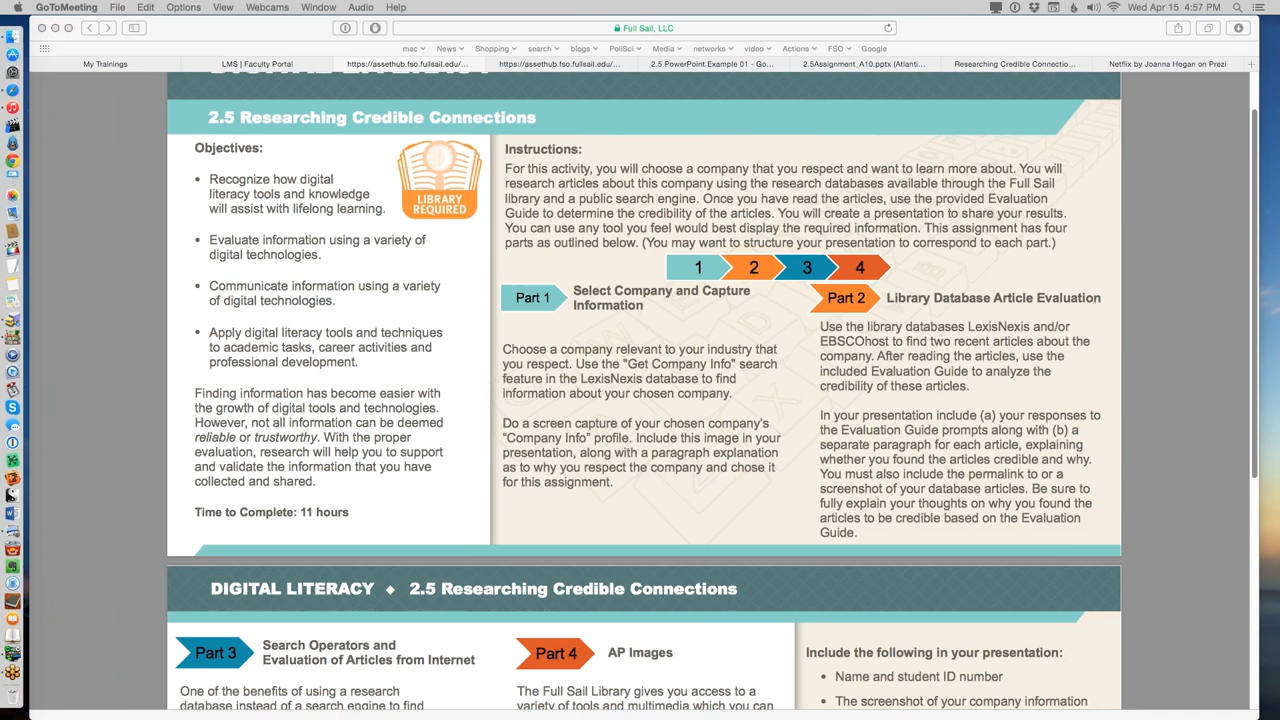 GoToMeeting File Edit Options View Webcams Window Audio Help
Wed Apr 15 4:57 PM
Full Sail, LLC
mac News Shopping search blogs PoliSci Media networks video Actions FSO Google
My Trainings
LMS | Faculty Portal
https://assethub.fso.fullsail.edu/...
https://assethub.fso.fullsail.edu/...
2.5 PowerPoint Example 01 - Go...
2.5Assignment_A10.pptx (Atlanti...
Researching Credible Connectio...
Netflix by Joanna Hogan on Prezi
2.5 Researching Credible Connections
Objectives:
• Recognize how digital
literacy tools and knowledge
will assist with lifelong learning.
• Evaluate information using a variety of
digital technologies.
• Communicate information using a variety
of digital technologies.
• Apply digital literacy tools and techniques
to academic tasks, career activities and
professional development.
Finding information has become easier with
the growth of digital tools and technologies.
However, not all information can be deemed
reliable or trustworthy. With the proper
evaluation, research will help you to support
and validate the information that you have
collected and shared.
Time to Complete: 11 hours
LIBRARY
REQUIRED
Instructions:
For this activity, you will choose a company that you respect and want to learn more about. You will
research articles about this company using the research databases available through the Full Sail
library and a public search engine. Once you have read the articles, use the provided Evaluation
Guide to determine the credibility of the articles. You will create a presentation to share your results.
You can use any tool you feel would best display the required information. This assignment has four
parts as outlined below. (You may want to structure your presentation to correspond to each part.)
1 2 3 4
Part 1
Select Company and Capture
Information
Choose a company relevant to your industry that
you respect. Use the "Get Company Info" search
feature in the LexisNexis database to find
information about your chosen company.
Do a screen capture of your chosen company's
"Company Info" profile. Include this image in your
presentation, along with a paragraph explanation
as to why you respect the company and chose it
for this assignment.
Part 2
Library Database Article Evaluation
Use the library databases LexisNexis and/or
EBSCOhost to find two recent articles about the
company. After reading the articles, use the
included Evaluation Guide to analyze the
credibility of these articles.
In your presentation include (a) your responses to
the Evaluation Guide prompts along with (b) a
separate paragraph for each article, explaining
whether you found the articles credible and why.
You must also include the permalink to or a
screenshot of your database articles. Be sure to
fully explain your thoughts on why you found the
articles to be credible based on the Evaluation
Guide.
DIGITAL LITERACY ◆ 2.5 Researching Credible Connections
Part 3
Search Operators and
Evaluation of Articles from Internet
One of the benefits of using a research
database instead of a search engine to find
Part 4
AP Images
The Full Sail Library gives you access to a
variety of tools and multimedia which you can
Include the following in your presentation:
• Name and student ID number
• The screenshot of your company information